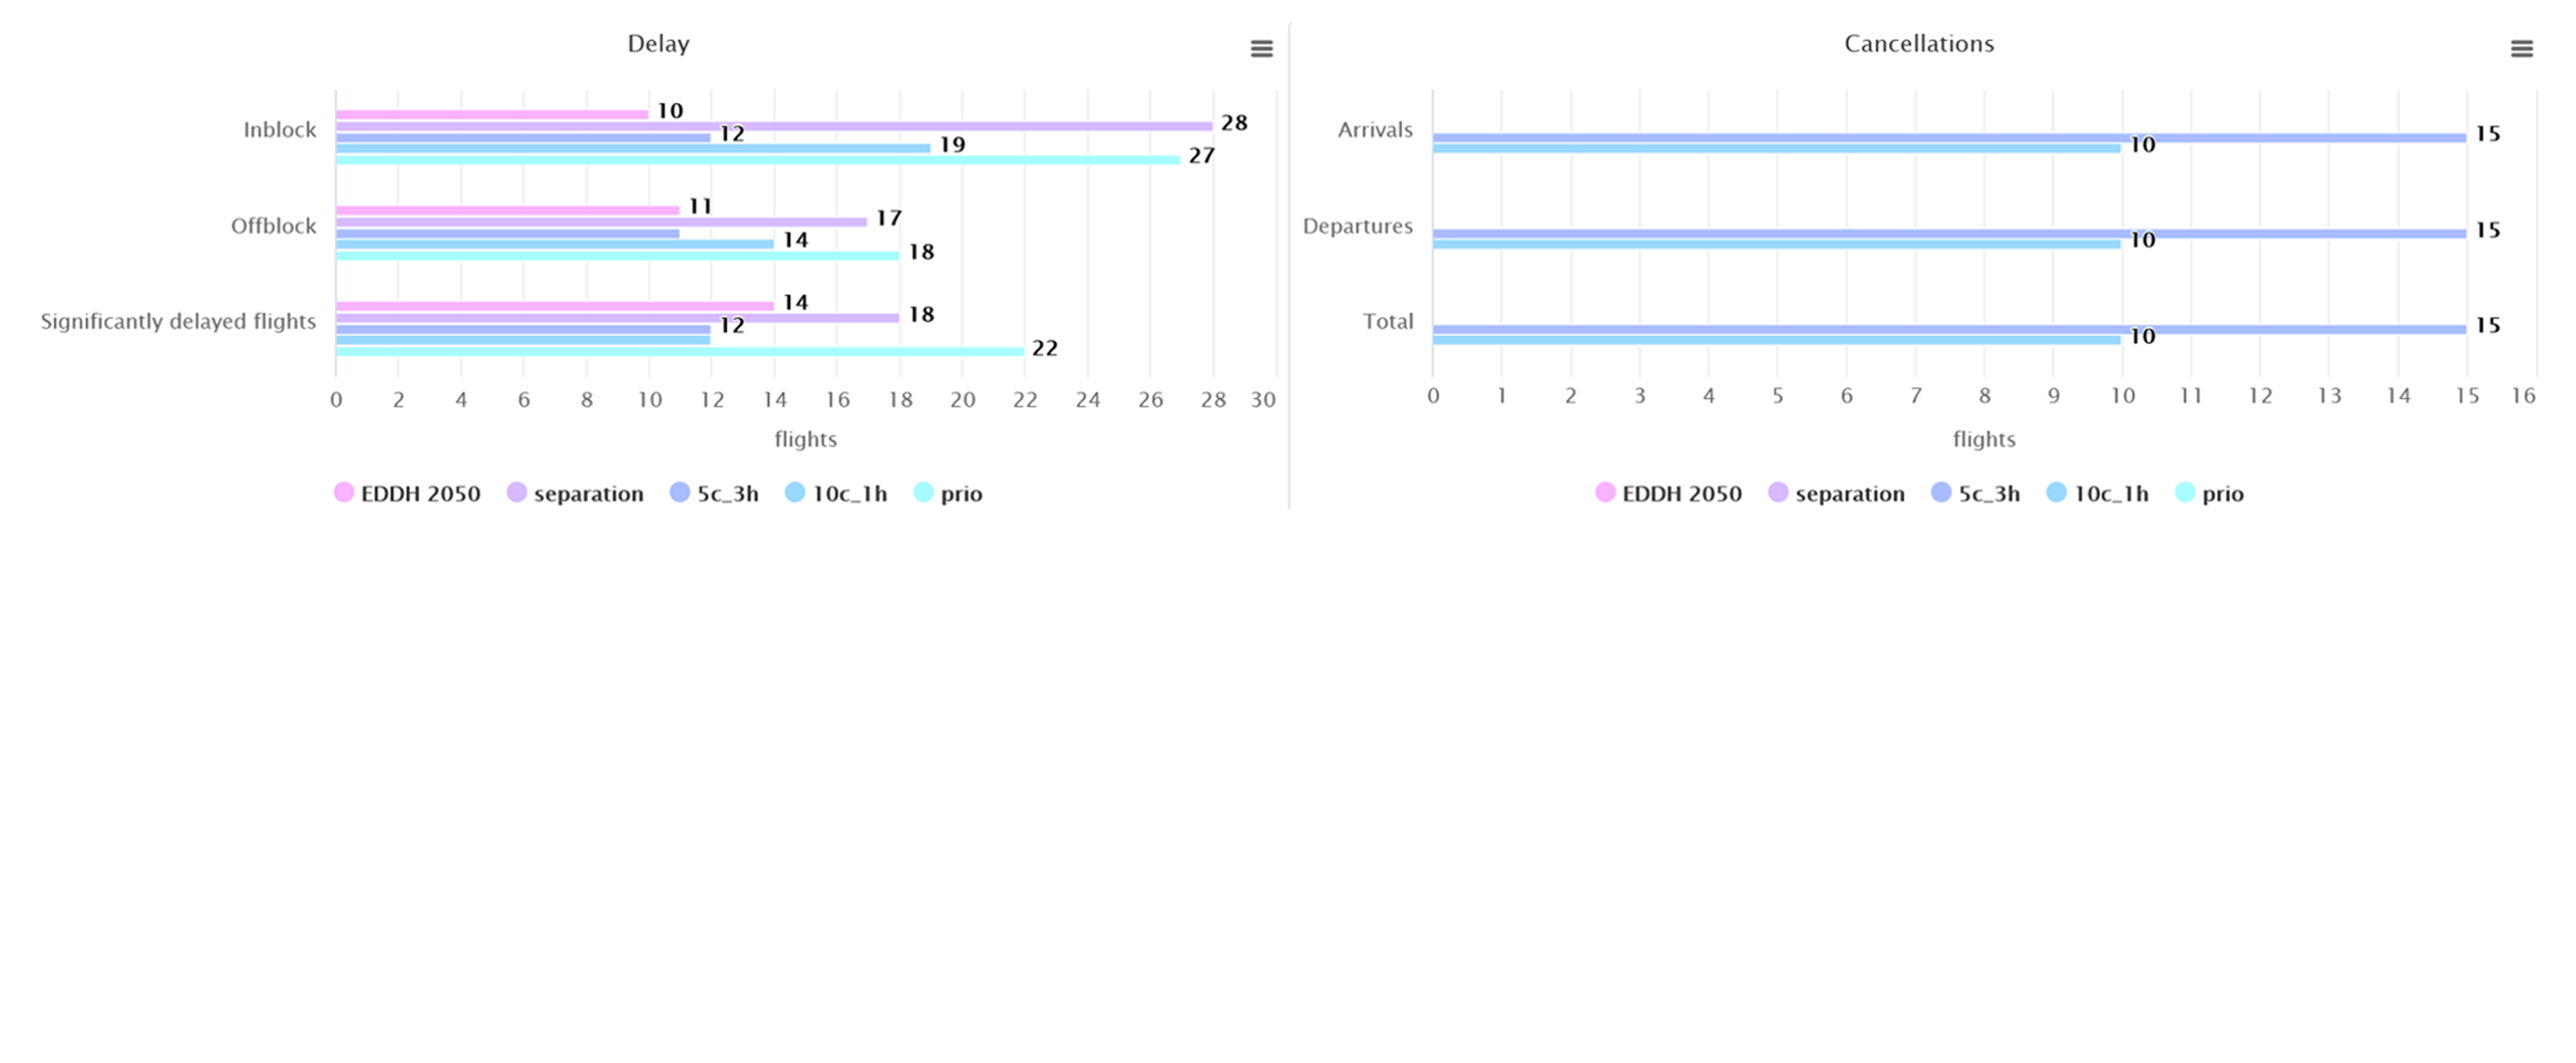 Delay
10
28
Inblock
12
19
27
11
17
Offblock
14
18
14
18
Significantly delayed flights
12
22
0 2 4 6 8 10 12 14 16 18 20 22 24 26 28 30
flights
EDDH 2050 separation 5c_3h 10c_1h prio
Cancellations
Arrivals
15
10
Departures
15
10
Total
15
10
0 1 2 3 4 5 6 7 8 9 10 11 12 13 14 15 16
flights
EDDH 2050 separation 5c_3h 10c_1h prio